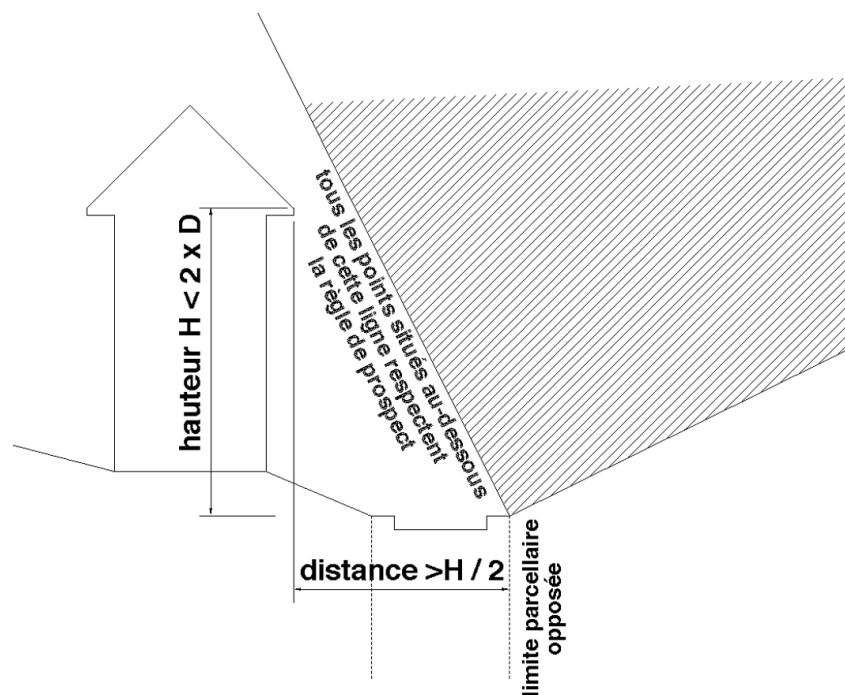 hauteur H < 2 x D
tous les points situés au-dessous
de cette ligne respectent
la règle de prospect
distance >H / 2
limite parcellaire
opposée